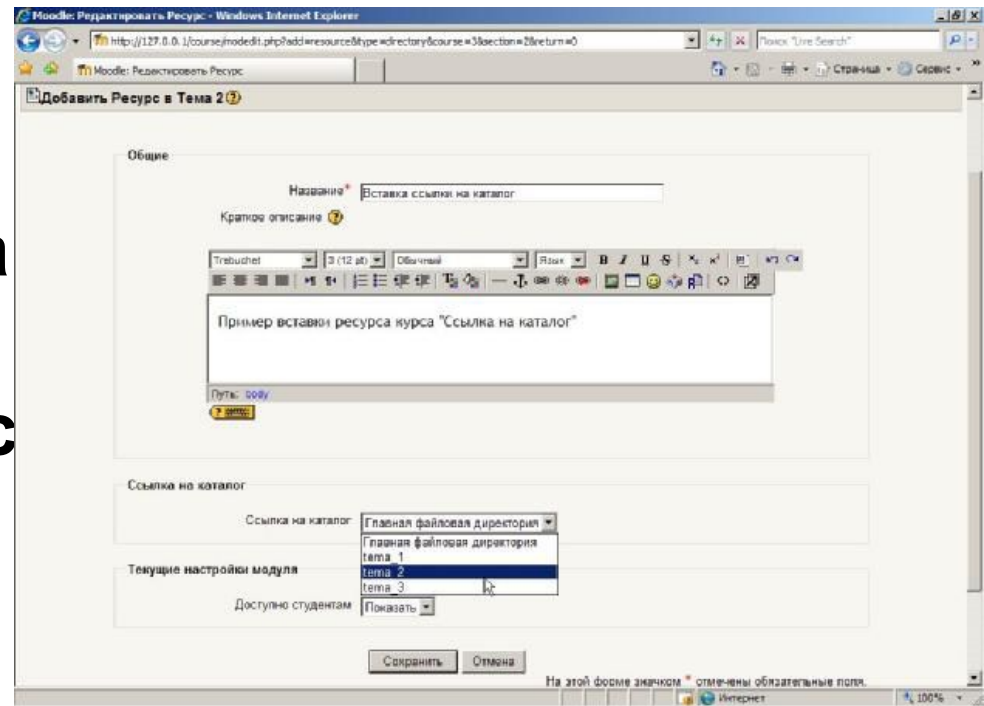 Moodle: Редактировать Ресурс - Windows Internet Explorer
http://127.0.0.1/course/modedit.php?add=resource&type=directory&course=3&section=2&return=0
Поиск "Live Search"
Moodle: Редактировать Ресурс
Страница
Сервис
Добавить Ресурс в Тема 2
а
Общие
Название*
Вставка ссылки на каталог
Краткое описание
Trebuchet
3 (12 pt)
Обычный
Язык
B I U S
Пример вставки ресурса курса "Ссылка на каталог"
Путь: body
с
Ссылка на каталог
Ссылка на каталог
Главная файловая директория
Главная файловая директория
tema_1
tema_2
tema_3
Текущие настройки модуля
Доступно студентам
Показать
Сохранить
Отмена
На этой форме значком * отмечены обязательные поля.
Интернет
100%